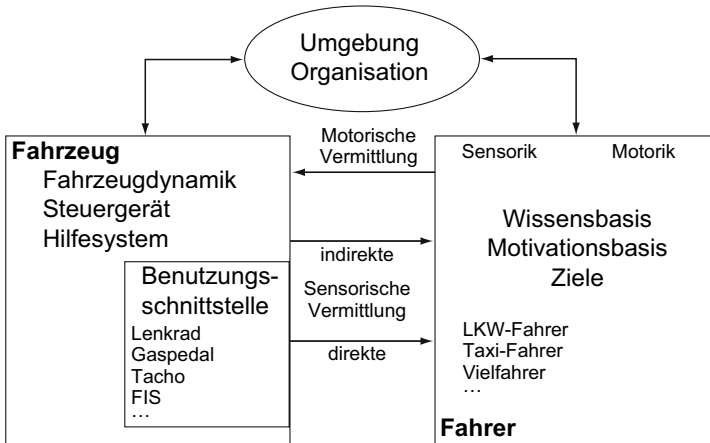 Umgebung
Organisation
Fahrzeug
Fahrzeugdynamik
Steuergerät
Hilfesystem
Benutzungs-
schnittstelle
Lenkrad
Gaspedal
Tacho
FIS
...
Motorische
Vermittlung
indirekte
Sensorische
Vermittlung
direkte
Sensorik Motorik
Wissensbasis
Motivationsbasis
Ziele
LKW-Fahrer
Taxi-Fahrer
Vielfahrer
...
Fahrer